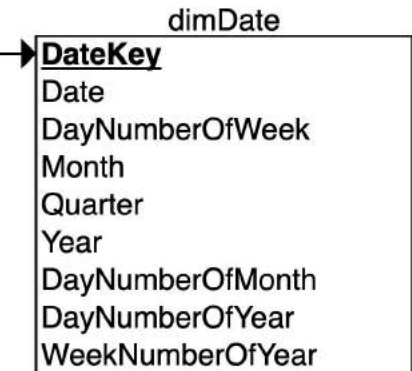 dimDate
DateKey
Date
DayNumberOfWeek
Month
Quarter
Year
DayNumberOfMonth
DayNumberOfYear
WeekNumberOfYear